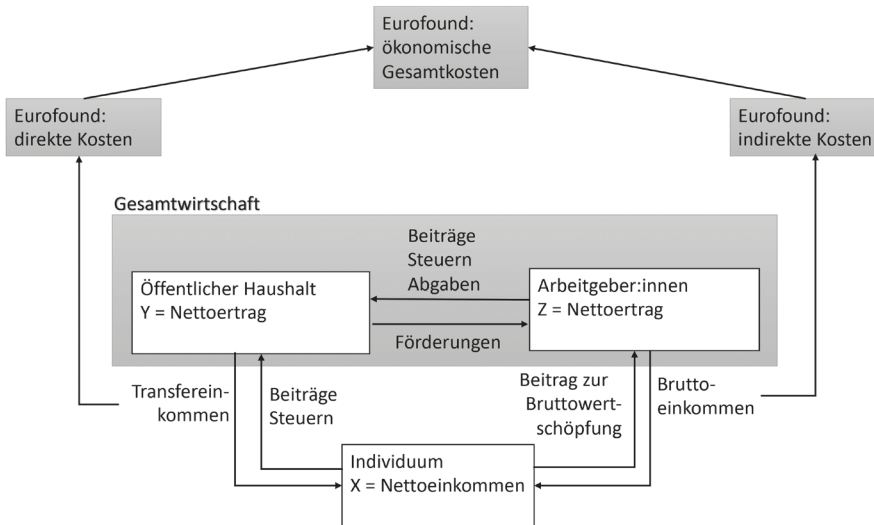 Eurofound:
ökonomische
Gesamtkosten
Eurofound:
direkte Kosten
Eurofound:
indirekte Kosten
Gesamtwirtschaft
Beiträge
Steuern
Abgaben
Öffentlicher Haushalt
Y = Nettoertrag
Arbeitgeber:innen
Z = Nettoertrag
Förderungen
Transferein-
kommen
Beiträge
Steuern
Beitrag zur
Bruttowert-
schöpfung
Brutto-
einkommen
Individuum
X = Nettoeinkommen